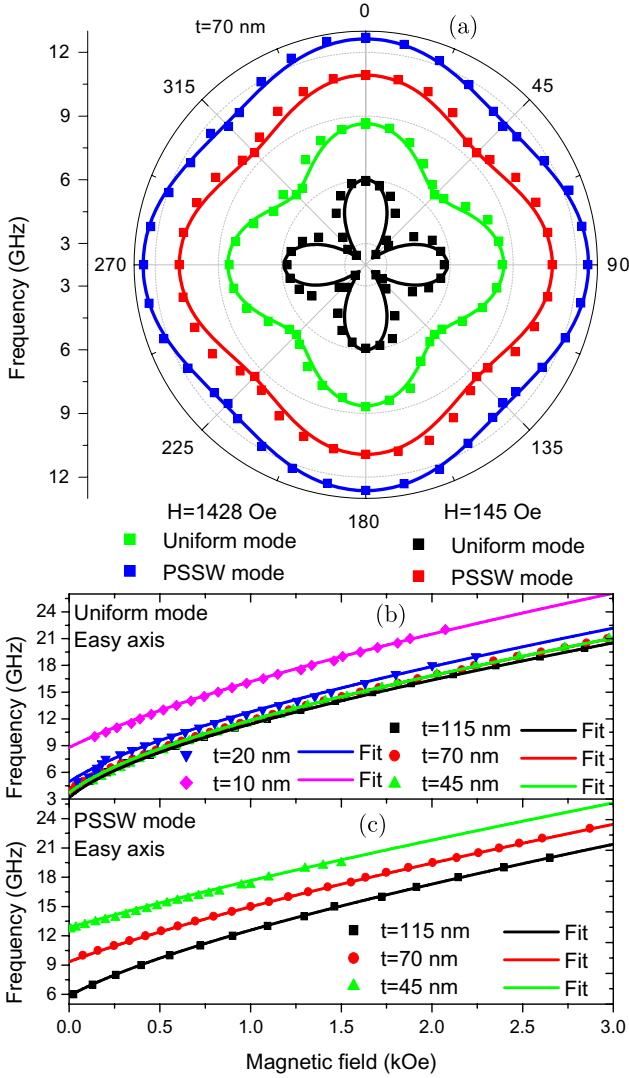 0
(a)
t=70 nm
12
315
45
9
6
3
270
90
3
6
9
225
135
12
Frequency (GHz)
180
H=1428 Oe
H=145 Oe
Uniform mode
Uniform mode
PSSW mode
PSSW mode
24
Uniform mode
(b)
21
Easy axis
18
15
12
9
6
3
Frequency (GHz)
t=115 nm
Fit
t=20 nm
Fit
t=70 nm
Fit
t=10 nm
Fit
t=45 nm
Fit
24
PSSW mode
(c)
21
Easy axis
18
15
12
9
6
Frequency (GHz)
t=115 nm
Fit
t=70 nm
Fit
t=45 nm
Fit
0.0 0.5 1.0 1.5 2.0 2.5 3.0
Magnetic field (kOe)